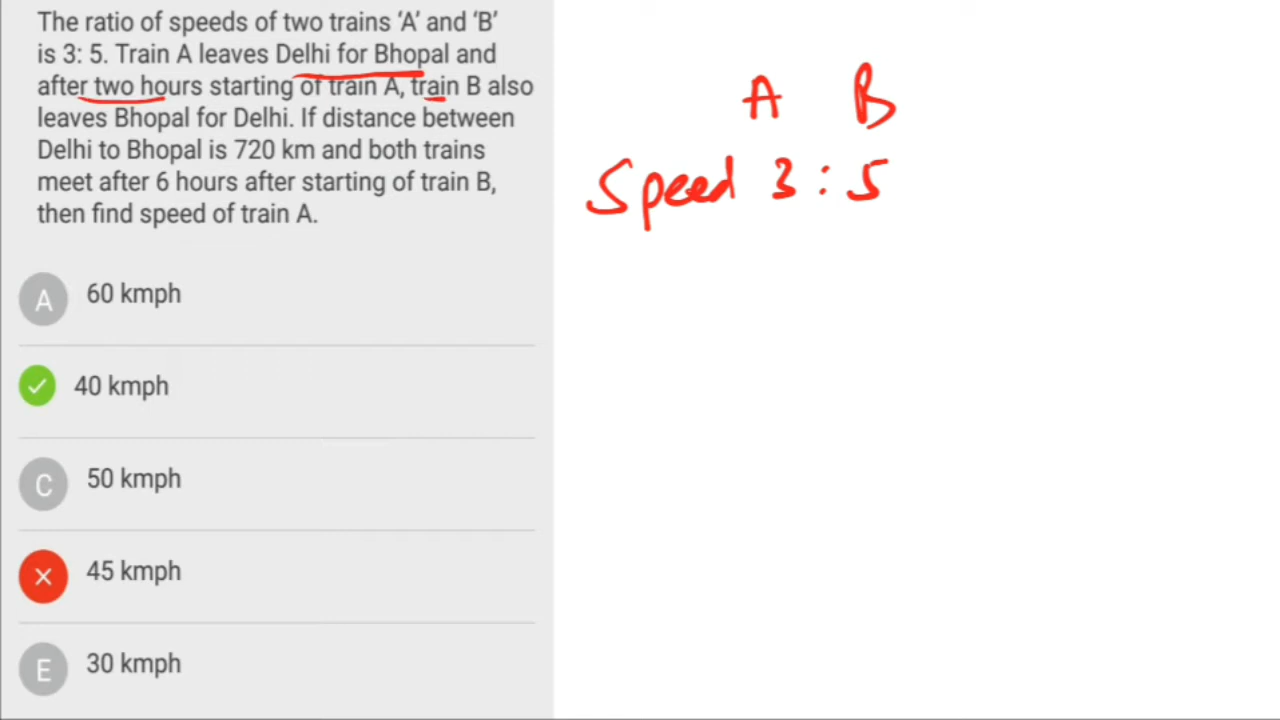 The ratio of speeds of two trains ‘A’ and ‘B’
is 3: 5. Train A leaves Delhi for Bhopal and
after two hours starting of train A, train B also
leaves Bhopal for Delhi. If distance between
Delhi to Bhopal is 720 km and both trains
meet after 6 hours after starting of train B,
then find speed of train A.
A 60 kmph
40 kmph
C 50 kmph
45 kmph
E 30 kmph
A B
Speed 3 : 5